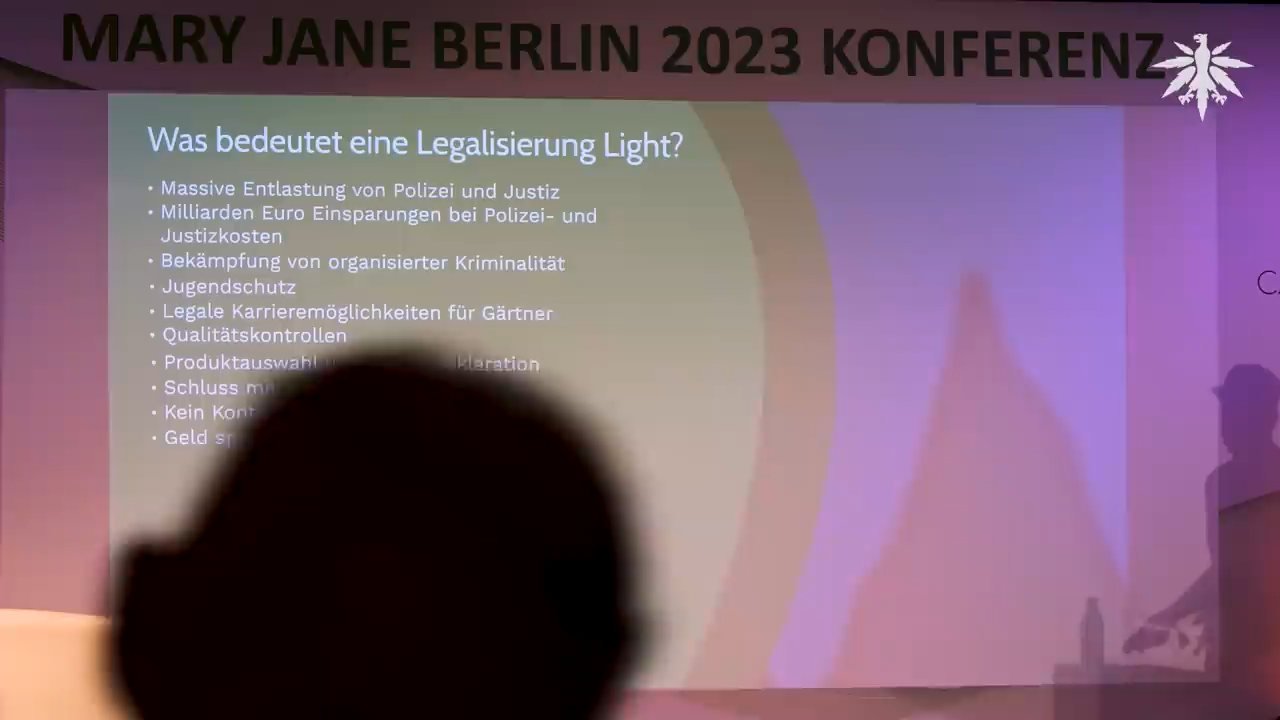 MARY JANE BERLIN 2023 KONFERENZ
Was bedeutet eine Legalisierung Light?
• Massive Entlastung von Polizei und Justiz
• Milliarden Euro Einsparungen bei Polizei- und
Justizkosten
• Bekämpfung von organisierter Kriminalität
• Jugendschutz
• Legale Karrieremöglichkeiten für Gärtner
• Qualitätskontrollen
• Produktauswahl
• Schluss
• Kein
• Geld